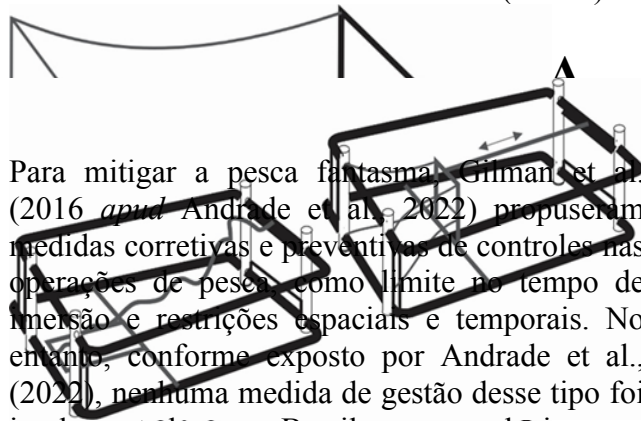 A
Para mitigar a pesca fantasma, Gilman et al.
(2016 apud Andrade et al., 2022) propuseram
medidas corretivas e preventivas de controles nas
operações de pesca, como limite no tempo de
imersão e restrições espaciais e temporais. No
entanto, conforme exposto por Andrade et al.,
(2022), nenhuma medida de gestão desse tipo foi